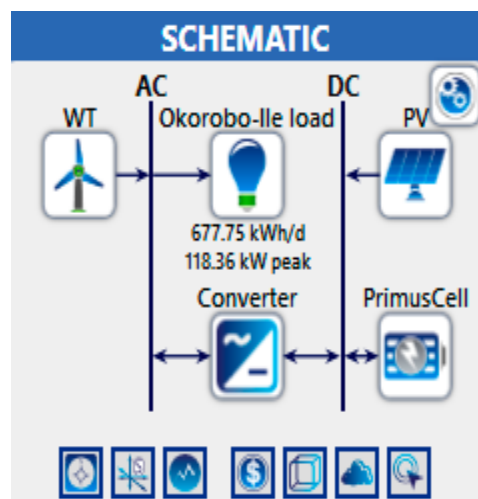 SCHEMATIC
AC DC
WT Okorobo-Ile load PV
677.75 kWh/d
118.36 kW peak
Converter PrimusCell